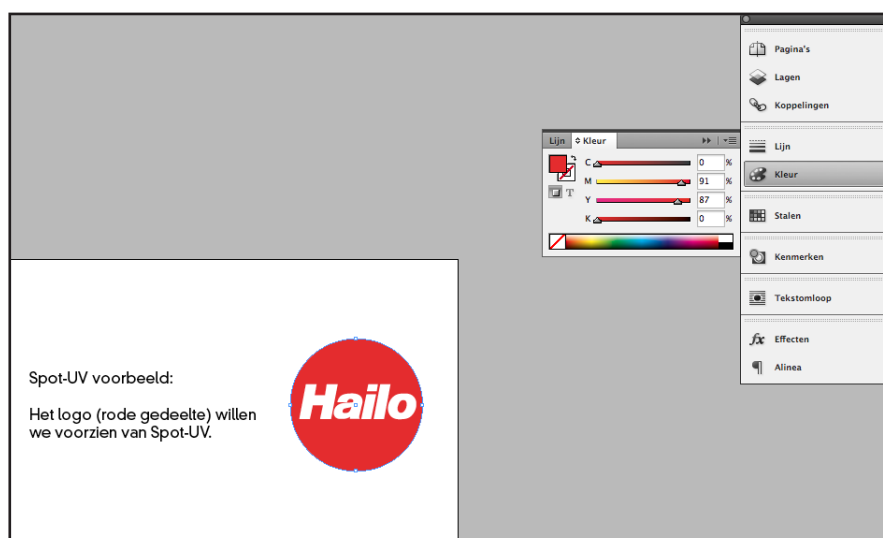 Pagina's
Lagen
Koppelingen
Lijn
Kleur
Stalen
Kenmerken
Tekstomloop
fx Effecten
Alinea
Lijn Kleur
C 0 %
M 91 %
T
Y 87 %
K 0 %
Spot-UV voorbeeld:
Het logo (rode gedeelte) willen
we voorzien van Spot-UV.
Hailo